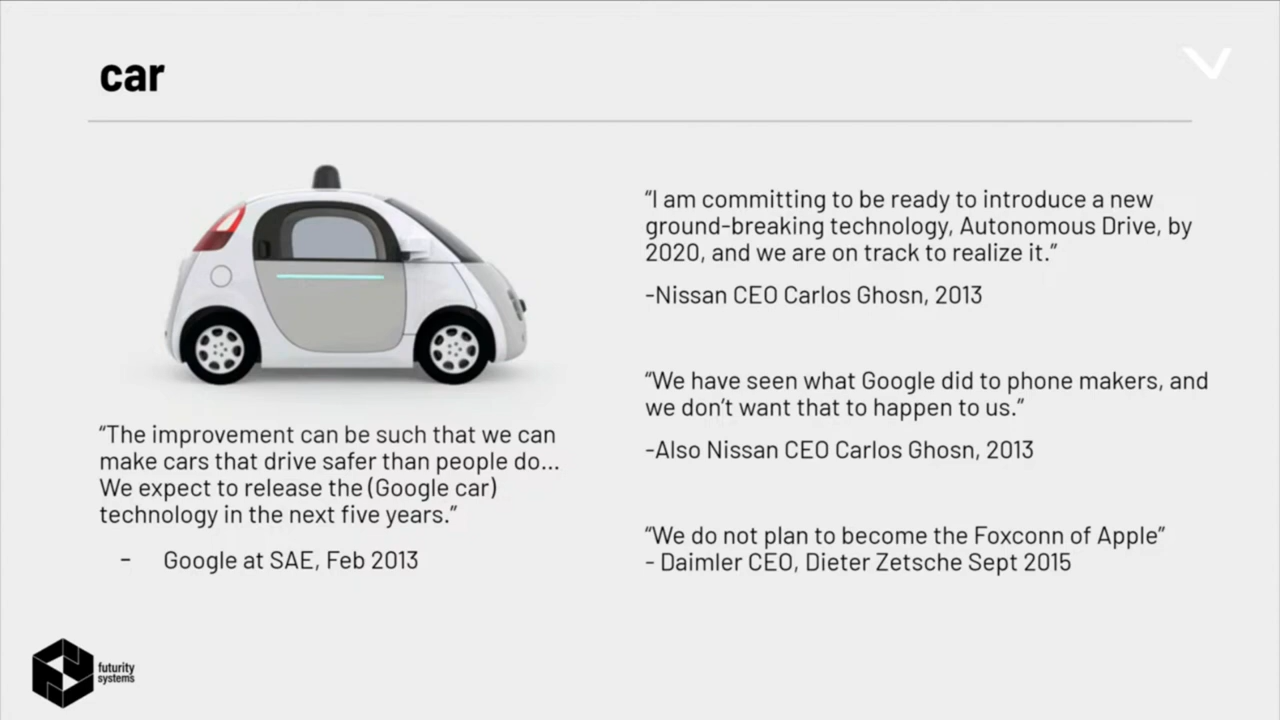 car
“The improvement can be such that we can
make cars that drive safer than people do...
We expect to release the (Google car)
technology in the next five years.”
- Google at SAE, Feb 2013
“I am committing to be ready to introduce a new
ground-breaking technology, Autonomous Drive, by
2020, and we are on track to realize it.”
-Nissan CEO Carlos Ghosn, 2013
“We have seen what Google did to phone makers, and
we don’t want that to happen to us.”
-Also Nissan CEO Carlos Ghosn, 2013
“We do not plan to become the Foxconn of Apple”
- Daimler CEO, Dieter Zetsche Sept 2015
futurity
systems